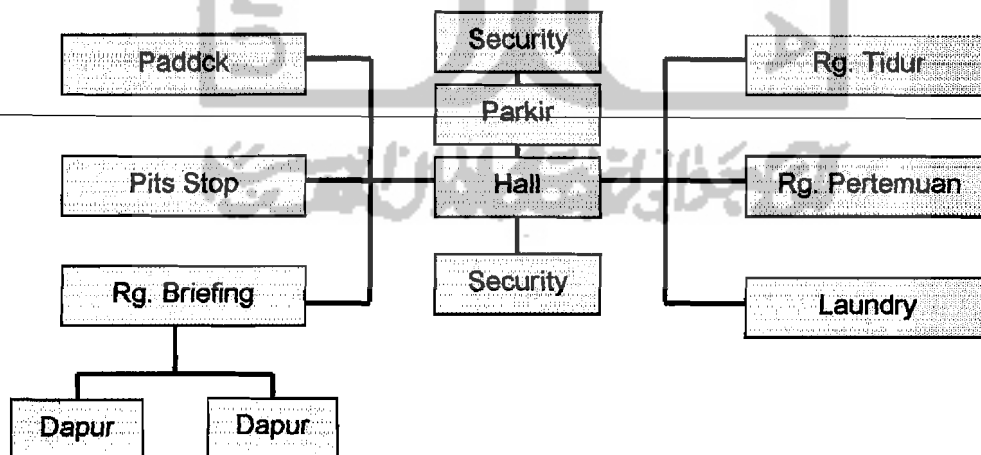 Security
Paddck
Rg. Tidur
Parkir
Pits Stop
Hall
Rg. Pertemuan
Rg. Briefing
Security
Laundry
Dapur
Dapur